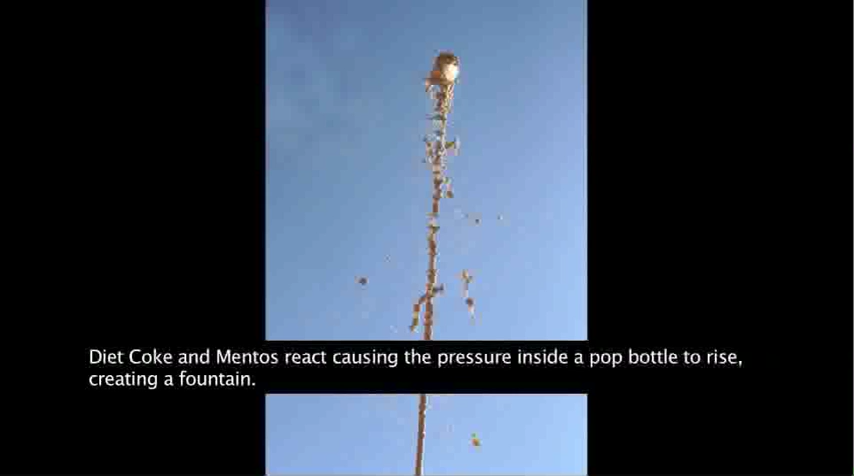 Diet Coke and Mentos react causing the pressure inside a pop bottle to rise,
creating a fountain.